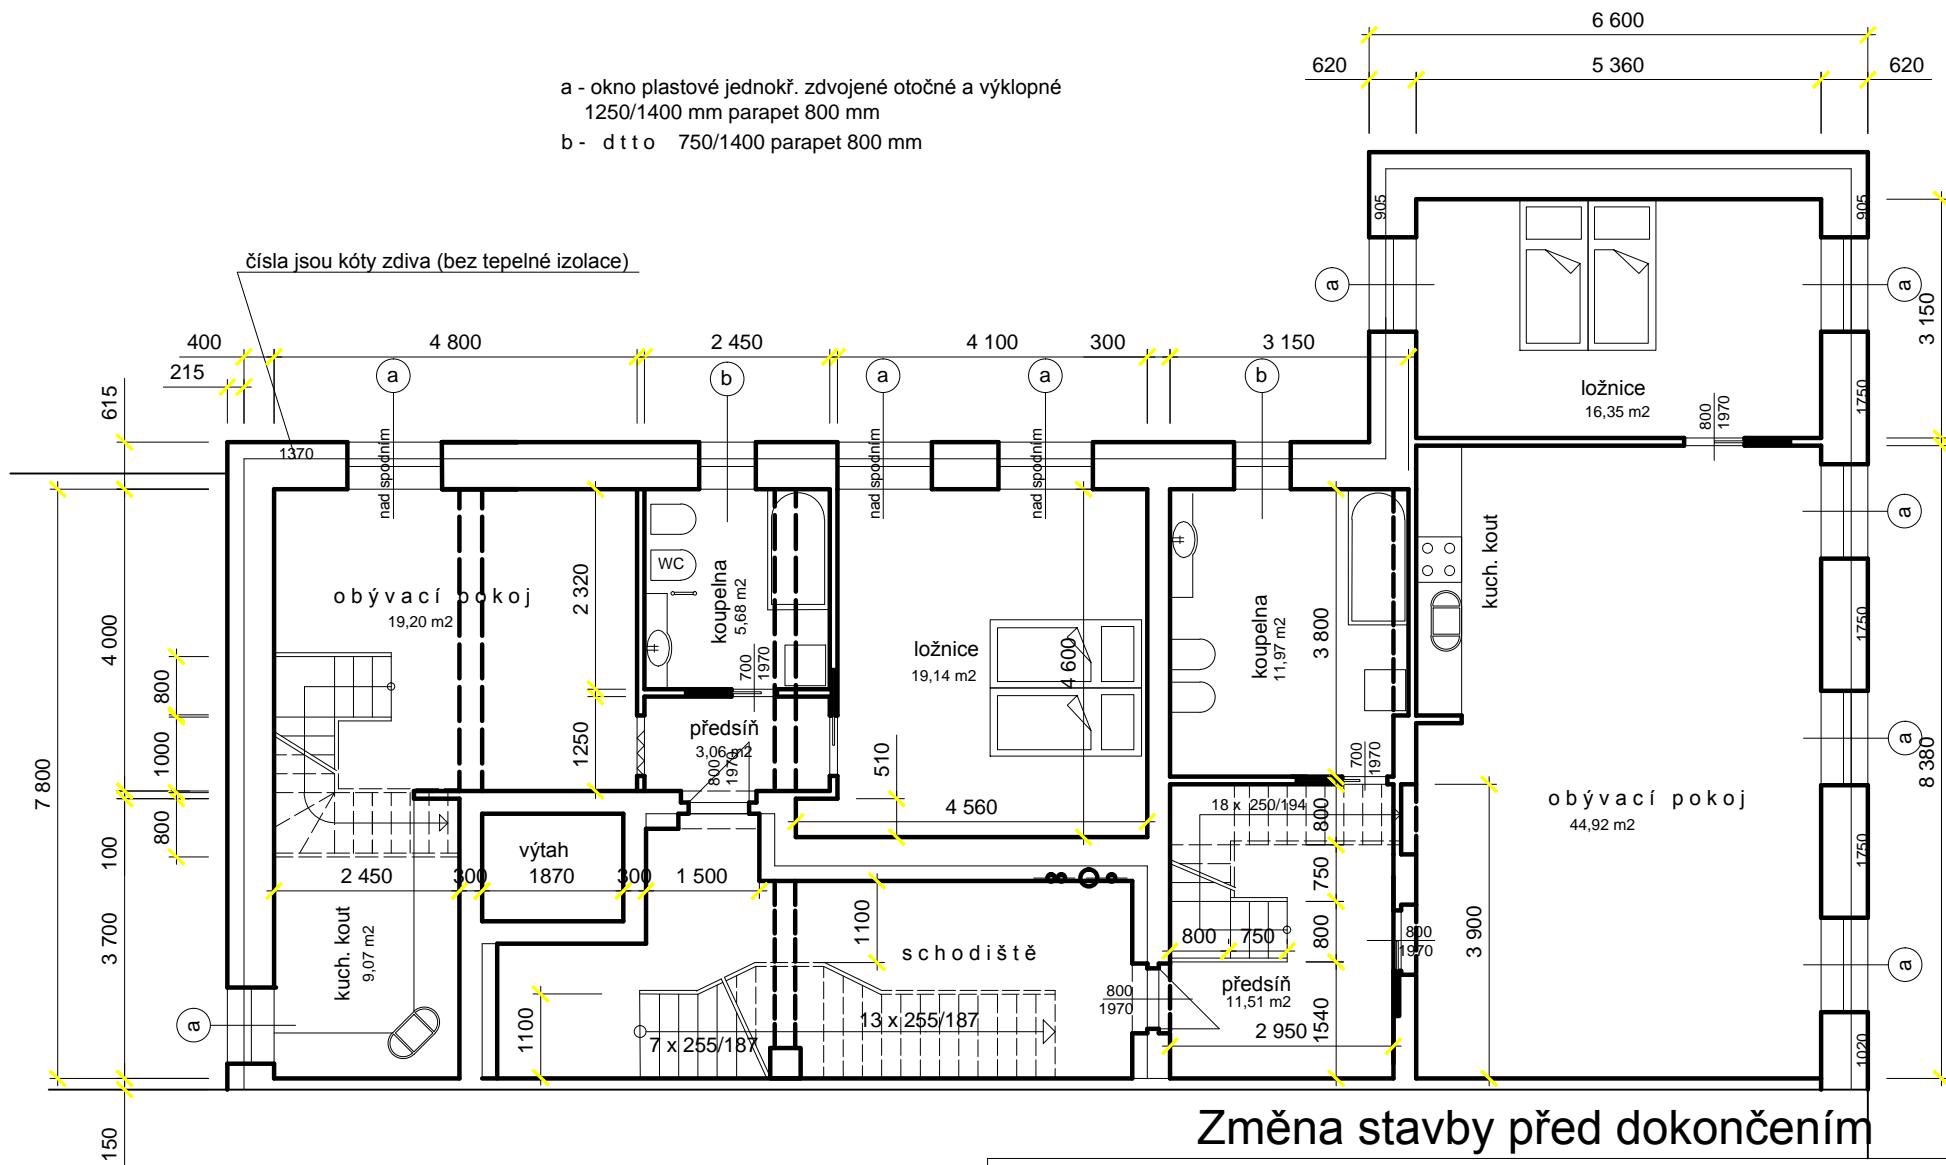 6 600
620
5 360
620
a - okno plastové jednokř. zdvojené otočné a výklopné
1250/1400 mm parapet 800 mm
b - d t t o 750/1400 parapet 800 mm
905
905
čísla jsou kóty zdiva (bez tepelné izolace)
a
a
3 150
400
4 800
2 450
4 100
300
3 150
215
a
b
a
a
b
615
ložnice
16,35 m2
800
1970
1750
1370
nad spodním
nad spodním
nad spodním
a
WC
kuch. kout
obývací pokoj
19,20 m2
2 320
koupelna
5,68 m2
ložnice
19,14 m2
4 600
koupelna
11,97 m2
3 800
4 000
1750
800
700
1970
předsíň
3,06 m2
800
1970
1250
1000
510
700
1970
a
8 380
7 800
800
100
4 560
18 x 250/194
800
obývací pokoj
44,92 m2
výtah
1750
2 450
300
1870
300
1 500
750
3 700
kuch. kout
9,07 m2
1100
schodiště
800
750
800
800
1970
3 900
a
předsíň
11,51 m2
800
1970
a
1100
13 x 255/187
7 x 255/187
2 950
1540
1020
150
Změna stavby před dokončením